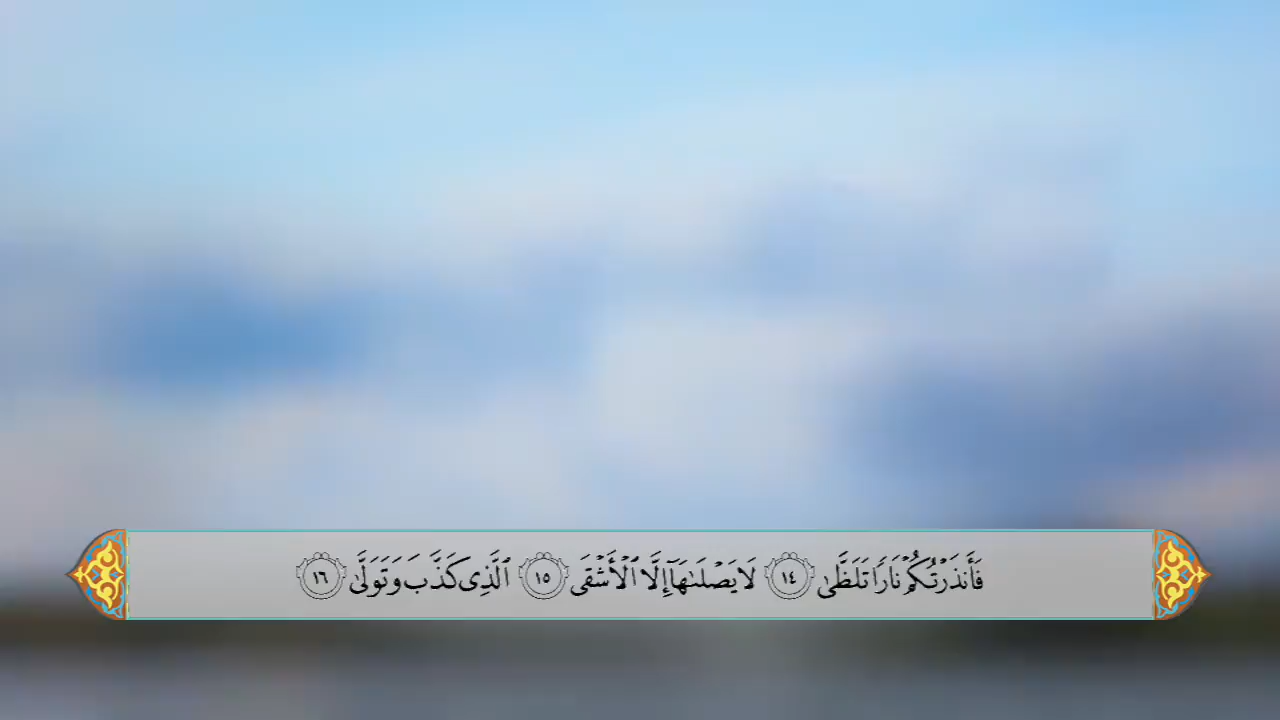 فَأَنذَرْتُكُمْ نَارًا تَلَظَّىٰ ١٤ لَا يَصْلَىٰهَآ إِلَّا ٱلْأَشْقَى ١٥ ٱلَّذِى كَذَّبَ وَتَوَلَّىٰ ١٦